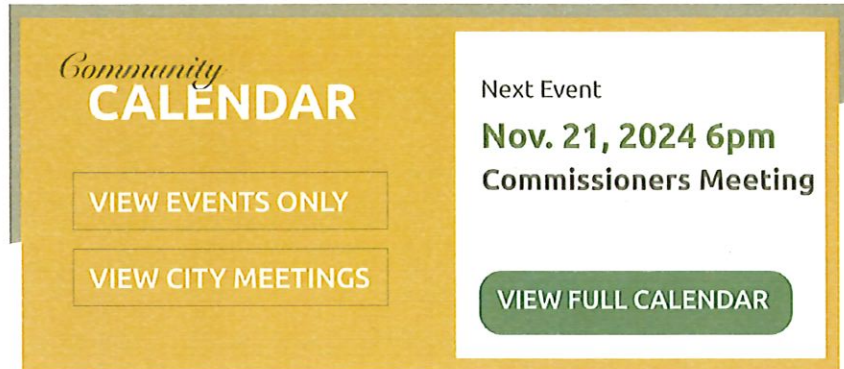 Community
CALENDAR
VIEW EVENTS ONLY
VIEW CITY MEETINGS
Next Event
Nov. 21, 2024 6pm
Commissioners Meeting
VIEW FULL CALENDAR